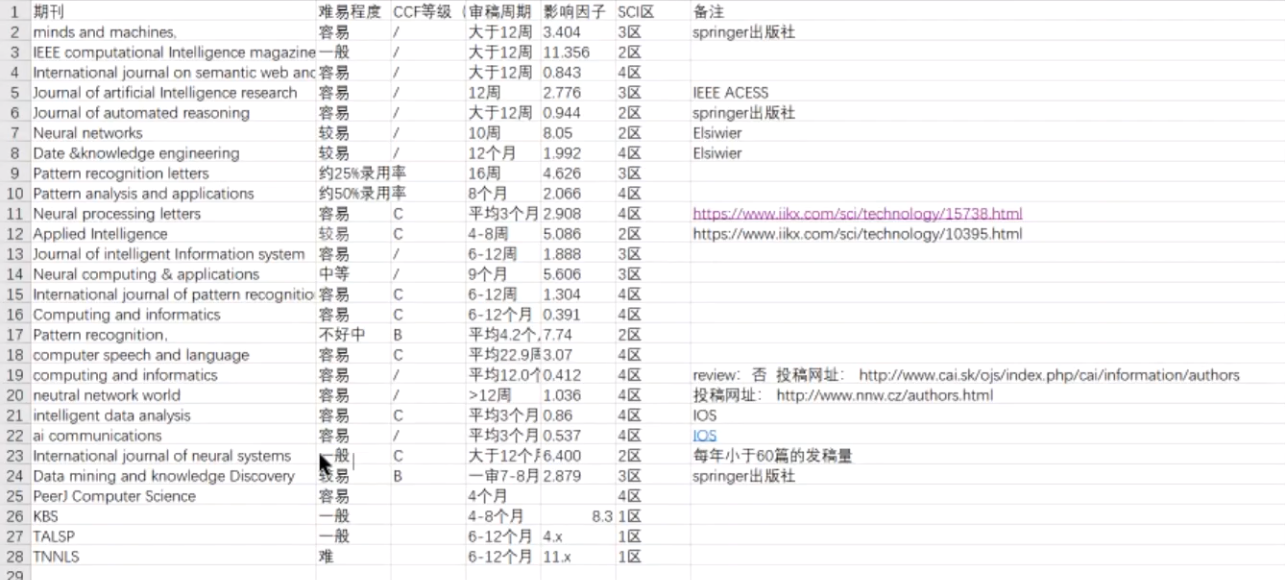 1 期刊 难易程度 CCF等级（ 审稿周期 影响因子 SCI区 备注
2 minds and machines, 容易 / 大于12周 3.404 3区 springer出版社
3 IEEE computational Intelligence magazine 一般 / 大于12周 11.356 2区
4 International journal on semantic web and 容易 / 大于12周 0.843 4区
5 Journal of artificial Intelligence research 容易 / 12周 2.776 3区 IEEE ACESS
6 Journal of automated reasoning 容易 / 大于12周 0.944 2区 springer出版社
7 Neural networks 较易 / 10周 8.05 2区 Elsiwier
8 Date &knowledge engineering 较易 / 12个月 1.992 4区 Elsiwier
9 Pattern recognition letters 约25%录用率 16周 4.626 3区
10 Pattern analysis and applications 约50%录用率 8个月 2.066 4区
11 Neural processing letters 容易 C 平均3个月 2.908 4区 https://www.iikx.com/sci/technology/15738.html
12 Applied Intelligence 较易 C 4-8周 5.086 2区 https://www.iikx.com/sci/technology/10395.html
13 Journal of intelligent Information system 容易 / 6-12周 1.888 3区
14 Neural computing & applications 中等 / 9个月 5.606 3区
15 International journal of pattern recognitio 容易 C 6-12周 1.304 4区
16 Computing and informatics 容易 C 6-12个月 0.391 4区
17 Pattern recognition, 不好中 B 平均4.2个 7.74 2区
18 computer speech and language 容易 C 平均22.9周 3.07 4区
19 computing and informatics 容易 / 平均12.0个 0.412 4区 review: 否 投稿网址: http://www.cai.sk/ojs/index.php/cai/information/authors
20 neutral network world 容易 / >12周 1.036 4区 投稿网址: http://www.nnw.cz/authors.html
21 intelligent data analysis 容易 C 平均3个月 0.86 4区 IOS
22 ai communications 容易 / 平均3个月 0.537 4区 IOS
23 International journal of neural systems 一般 C 大于12个月 6.400 2区 每年小于60篇的发稿量
24 Data mining and knowledge Discovery 较易 B 一审7-8月 2.879 3区 springer出版社
25 PeerJ Computer Science 容易 4个月 4区
26 KBS 一般 4-8个月 8.3 1区
27 TALSP 一般 6-12个月 4.x 1区
28 TNNLS 难 6-12个月 11.x 1区
29